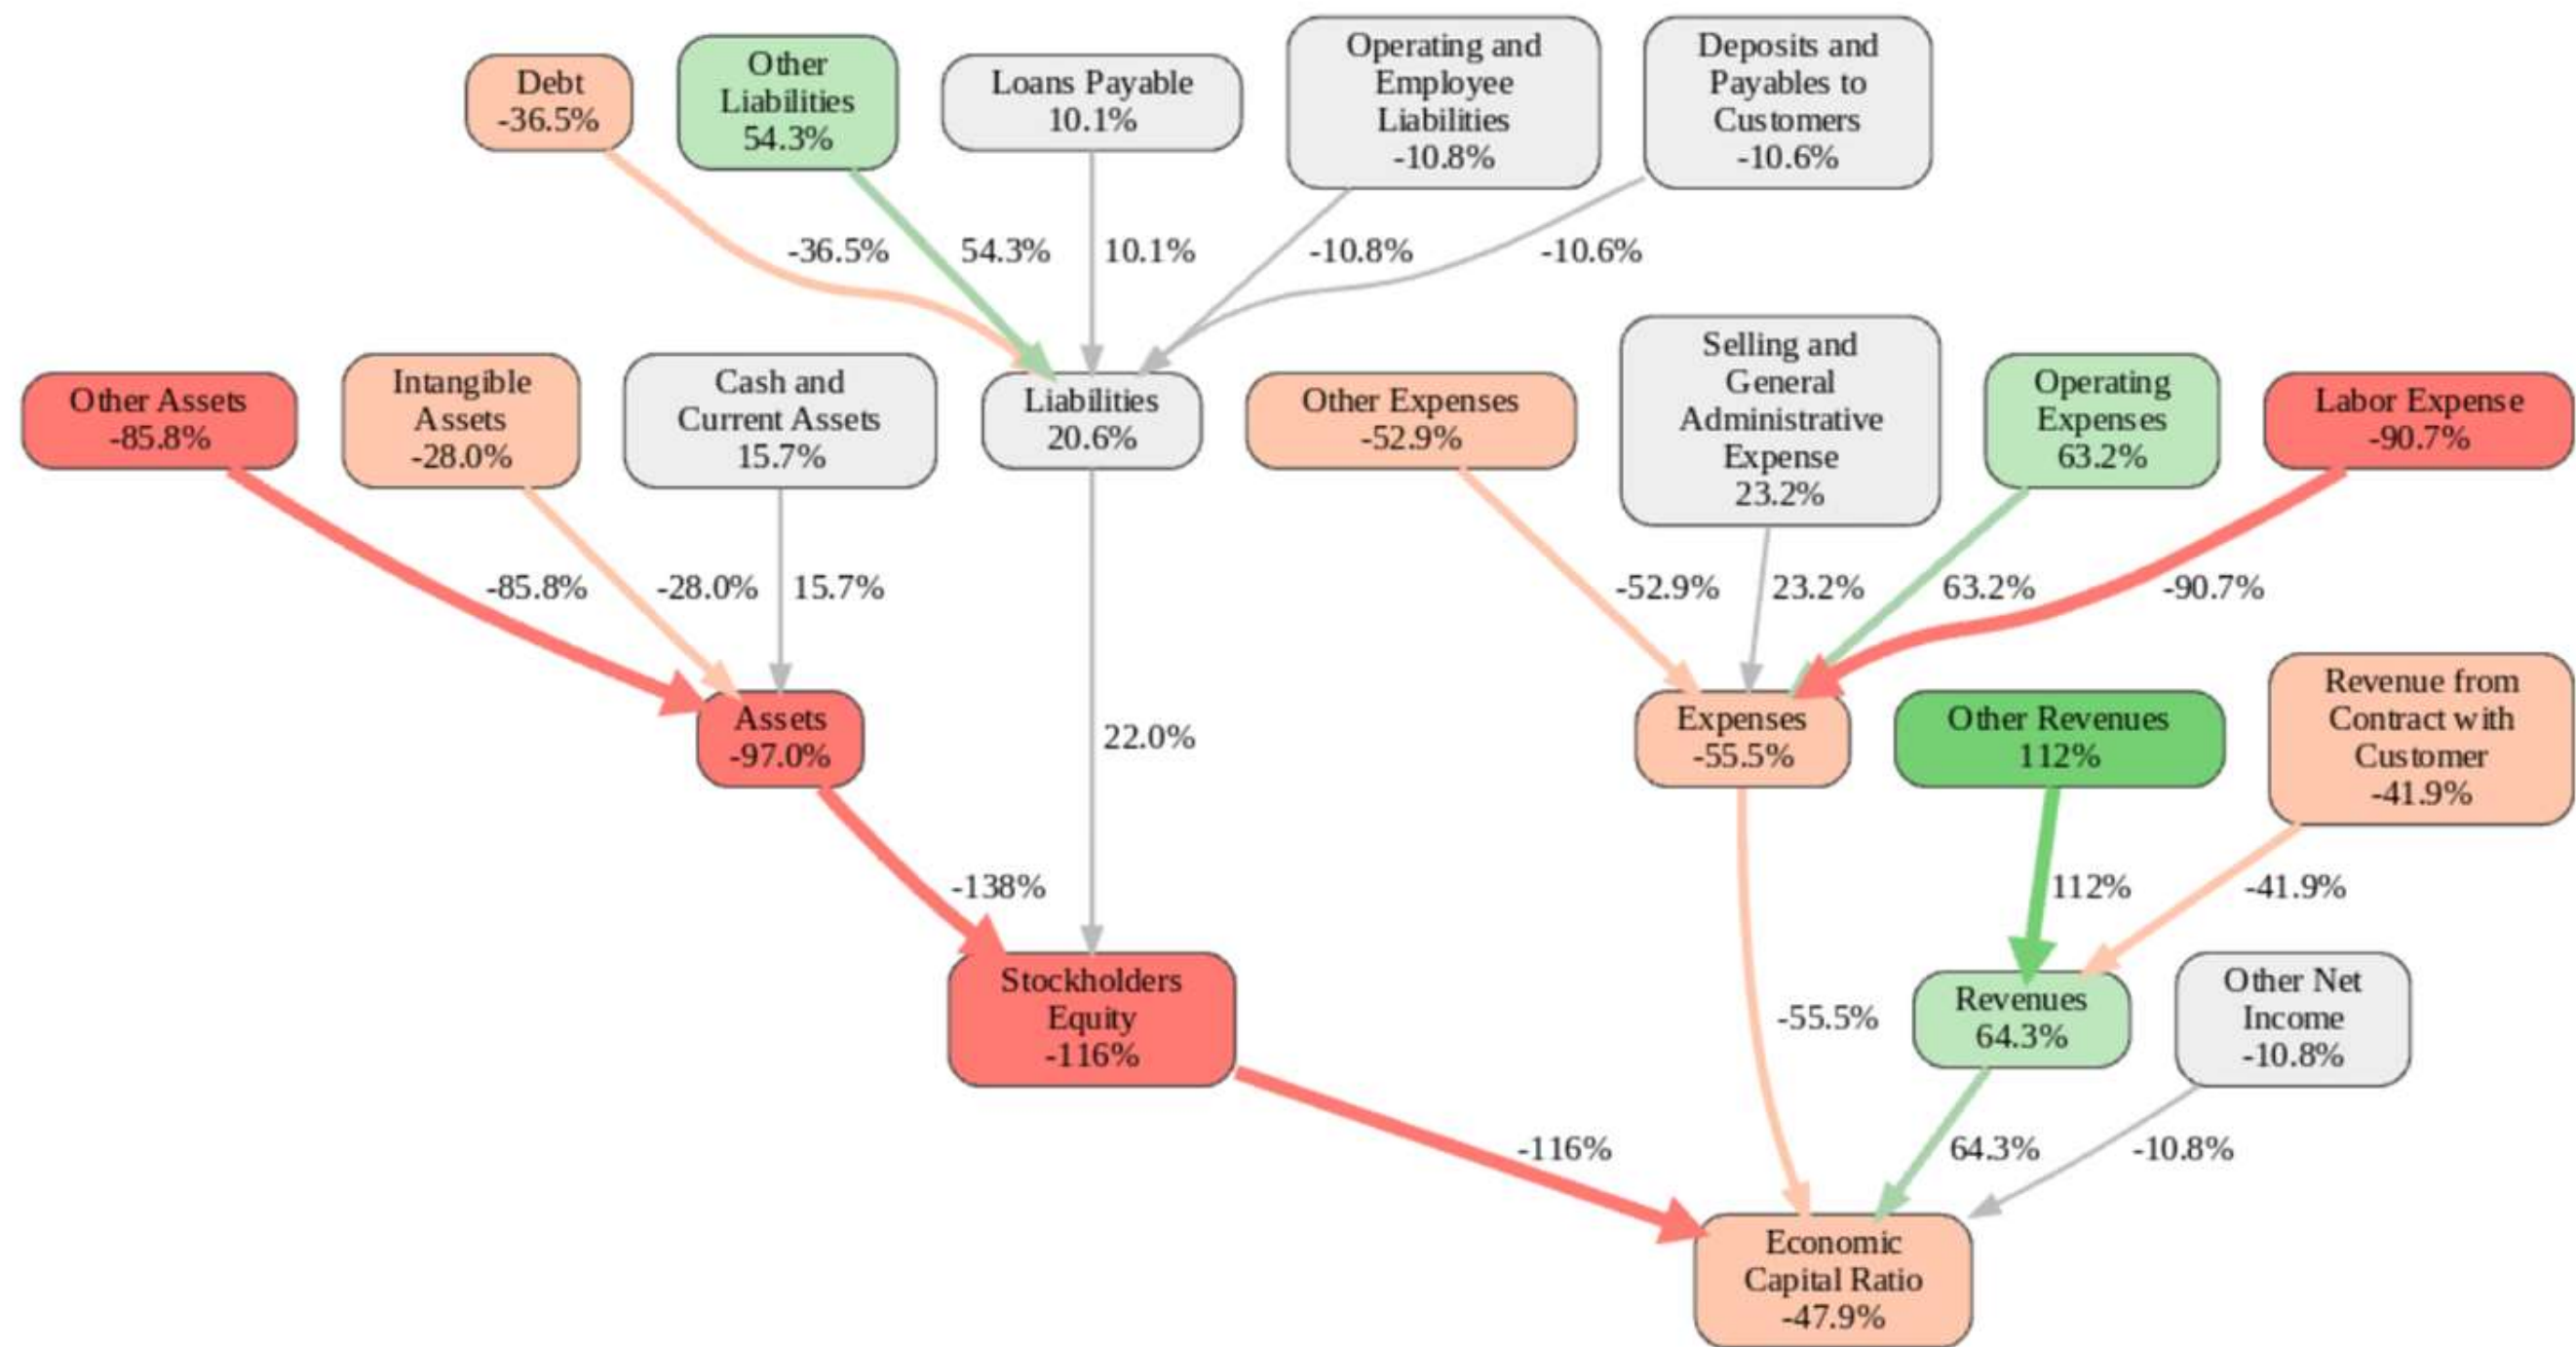 Debt
-36.5%
Other
Liabilities
54.3%
Loans Payable
10.1%
Operating and
Employee
Liabilities
-10.8%
Deposits and
Payables to
Customers
-10.6%
-36.5%
54.3%
10.1%
-10.8%
-10.6%
Other Assets
-85.8%
Intangible
Assets
-28.0%
Cash and
Current Assets
15.7%
Liabilities
20.6%
Other Expenses
-52.9%
Selling and
General
Administrative
Expense
23.2%
Operating
Expenses
63.2%
Labor Expense
-90.7%
-85.8%
-28.0%
15.7%
-52.9%
23.2%
63.2%
-90.7%
Assets
-97.0%
22.0%
Expenses
-55.5%
Other Revenues
112%
Revenue from
Contract with
Customer
-41.9%
-138%
112%
-41.9%
Stockholders
Equity
-116%
-55.5%
Revenues
64.3%
Other Net
Income
-10.8%
-116%
64.3%
-10.8%
Economic
Capital Ratio
-47.9%